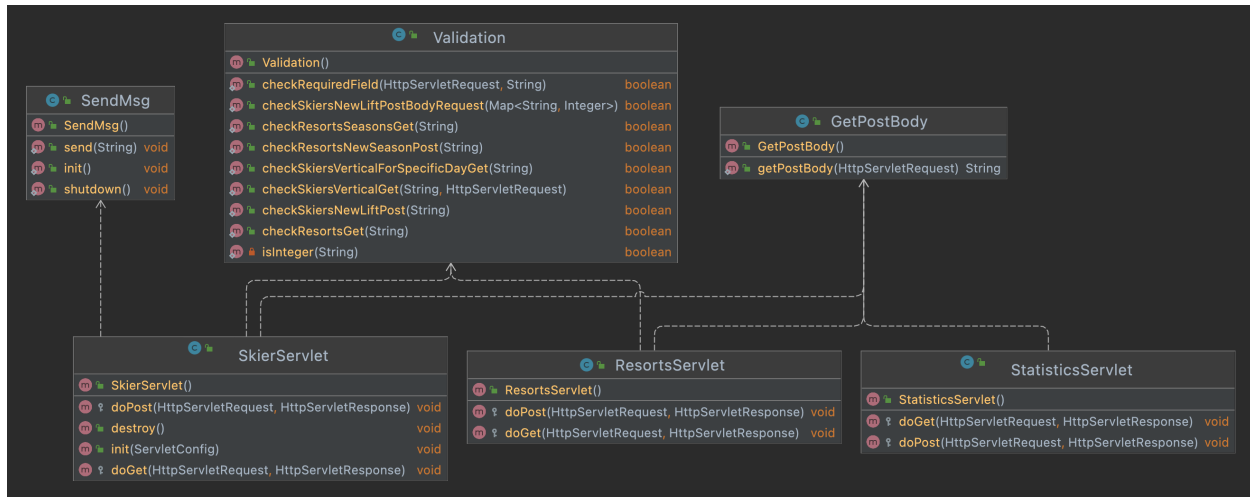 Validation
Validation()
checkRequiredField(HttpServletRequest, String) boolean
checkSkiersNewLiftPostBodyRequest(Map<String, Integer>) boolean
checkResortsSeasonsGet(String) boolean
checkResortsNewSeasonPost(String) boolean
checkSkiersVerticalForSpecificDayGet(String) boolean
checkSkiersVerticalGet(String, HttpServletRequest) boolean
checkSkiersNewLiftPost(String) boolean
checkResortsGet(String) boolean
isInteger(String) boolean
SendMsg
SendMsg()
send(String) void
init() void
shutdown() void
GetPostBody
GetPostBody()
getPostBody(HttpServletRequest) String
SkierServlet
SkierServlet()
doPost(HttpServletRequest, HttpServletResponse) void
destroy() void
init(ServletConfig) void
doGet(HttpServletRequest, HttpServletResponse) void
ResortsServlet
ResortsServlet()
doPost(HttpServletRequest, HttpServletResponse) void
doGet(HttpServletRequest, HttpServletResponse) void
StatisticsServlet
StatisticsServlet()
doGet(HttpServletRequest, HttpServletResponse) void
doPost(HttpServletRequest, HttpServletResponse) void